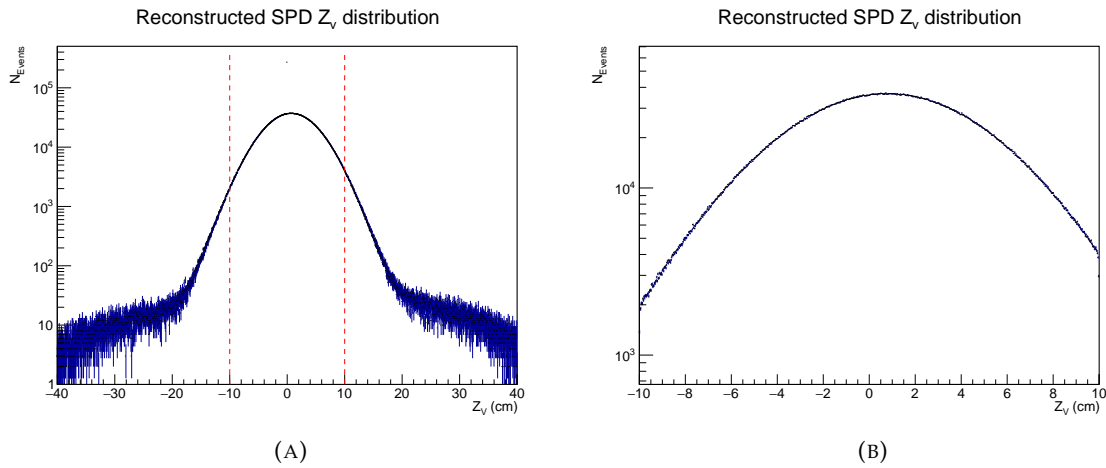 Reconstructed SPD Z_v distribution
N_Events
10^5
10^4
10^3
10^2
10
1
−40 −30 −20 −10 0 10 20 30 40
Z_V (cm)
(A)
Reconstructed SPD Z_v distribution
N_Events
10^4
10^3
−10 −8 −6 −4 −2 0 2 4 6 8 10
Z_V (cm)
(B)